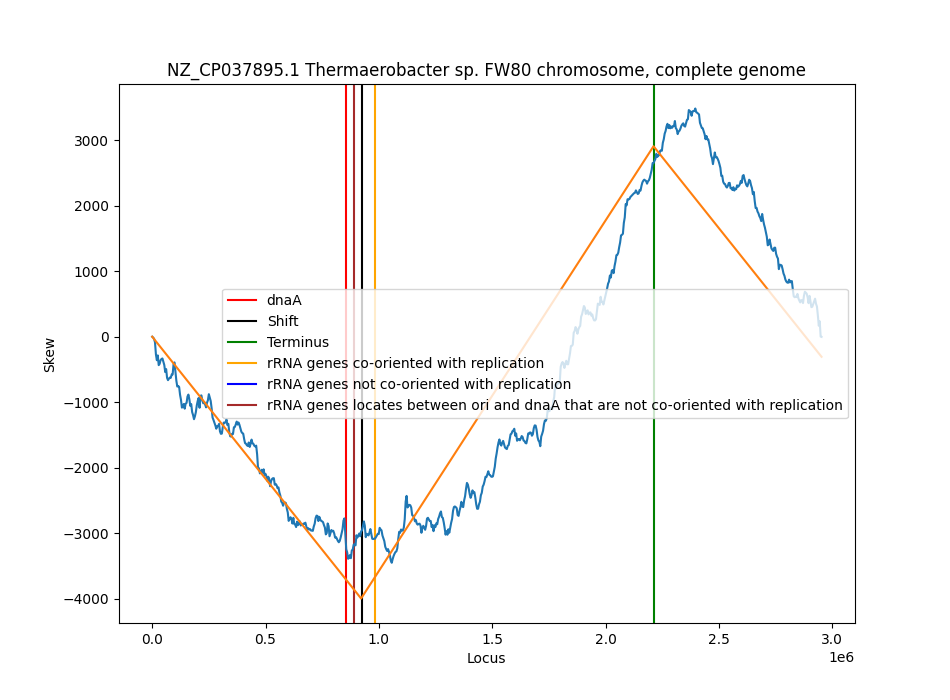 NZ_CP037895.1 Thermaerobacter sp. FW80 chromosome, complete genome
3000
2000
1000
0
−1000
−2000
−3000
−4000
Skew
dnaA
Shift
Terminus
rRNA genes co-oriented with replication
rRNA genes not co-oriented with replication
rRNA genes locates between ori and dnaA that are not co-oriented with replication
0.0 0.5 1.0 1.5 2.0 2.5 3.0
1e6
Locus